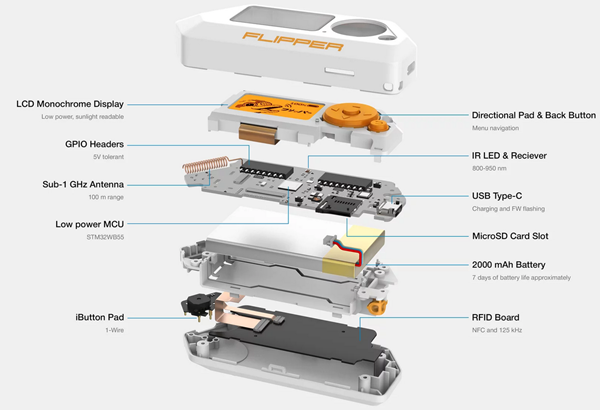 FLIPPER
LCD Monochrome Display
Low power, sunlight readable
Directional Pad & Back Button
Menu navigation
GPIO Headers
5V tolerant
IR LED & Reciever
800-950 nm
Sub-1 GHz Antenna
100 m range
USB Type-C
Charging and FW flashing
Low power MCU
STM32WB55
MicroSD Card Slot
2000 mAh Battery
7 days of battery life approximately
iButton Pad
1-Wire
RFID Board
NFC and 125 kHz